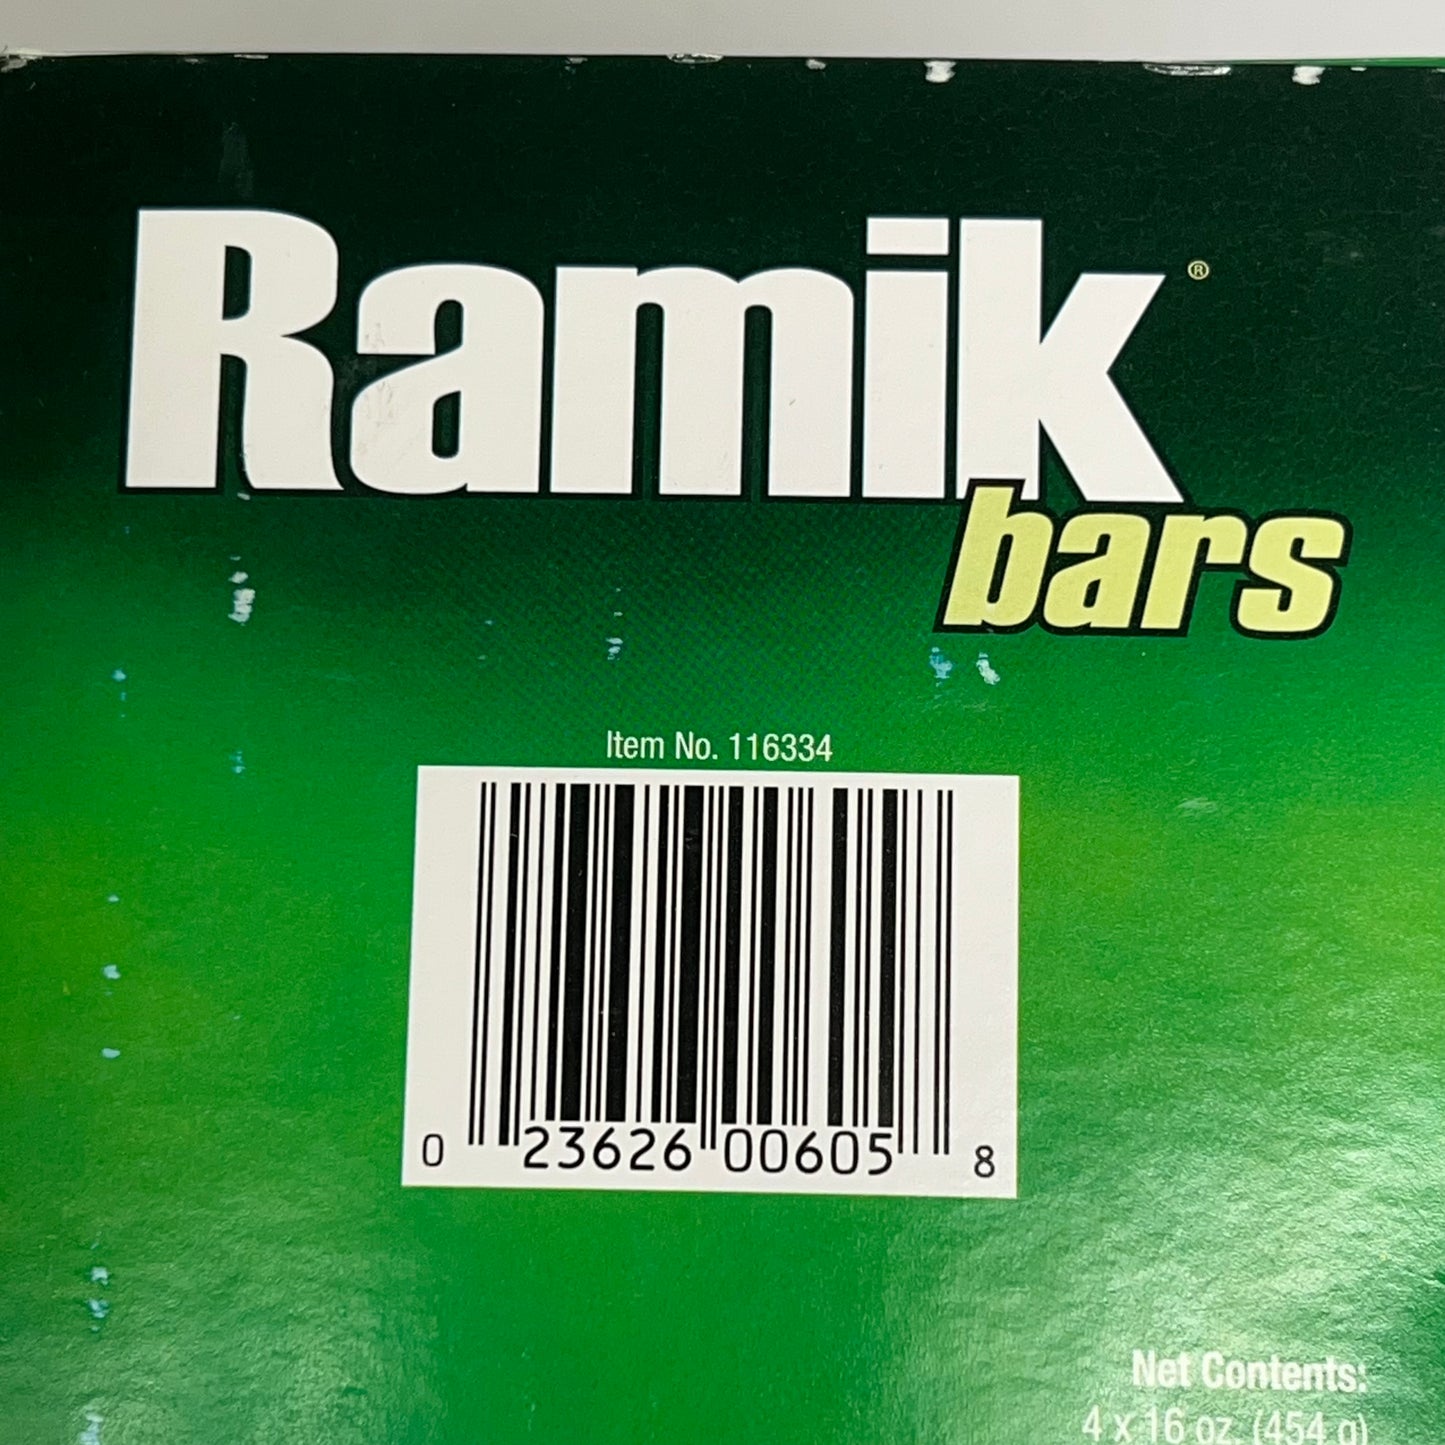 Ramik®
bars
Item No. 116334
0 23626 00605 8
Net Contents:
4 x 16 oz. (454 g)